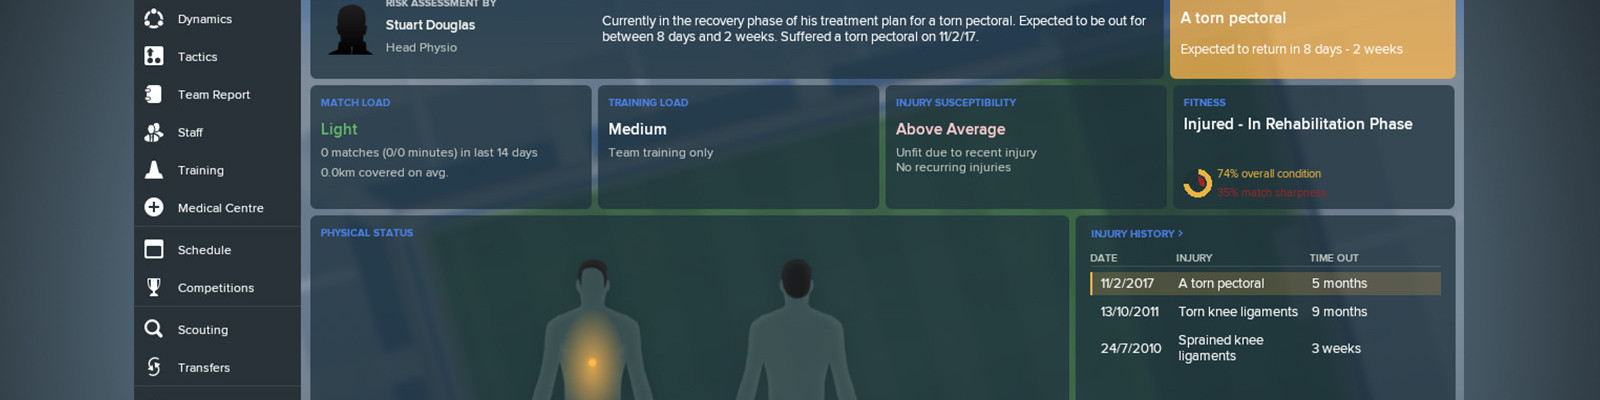 Dynamics
Tactics
Team Report
Staff
Training
Medical Centre
Schedule
Competitions
Scouting
Transfers
RISK ASSESSMENT BY
Stuart Douglas
Head Physio
Currently in the recovery phase of his treatment plan for a torn pectoral. Expected to be out for
between 8 days and 2 weeks. Suffered a torn pectoral on 11/2/17.
A torn pectoral
Expected to return in 8 days - 2 weeks
MATCH LOAD
Light
0 matches (0/0 minutes) in last 14 days
0.0km covered on avg.
TRAINING LOAD
Medium
Team training only
INJURY SUSCEPTIBILITY
Above Average
Unfit due to recent injury
No recurring injuries
FITNESS
Injured - In Rehabilitation Phase
74% overall condition
35% match sharpness
PHYSICAL STATUS
INJURY HISTORY >
DATE INJURY TIME OUT
11/2/2017 A torn pectoral 5 months
13/10/2011 Torn knee ligaments 9 months
24/7/2010 Sprained knee ligaments 3 weeks